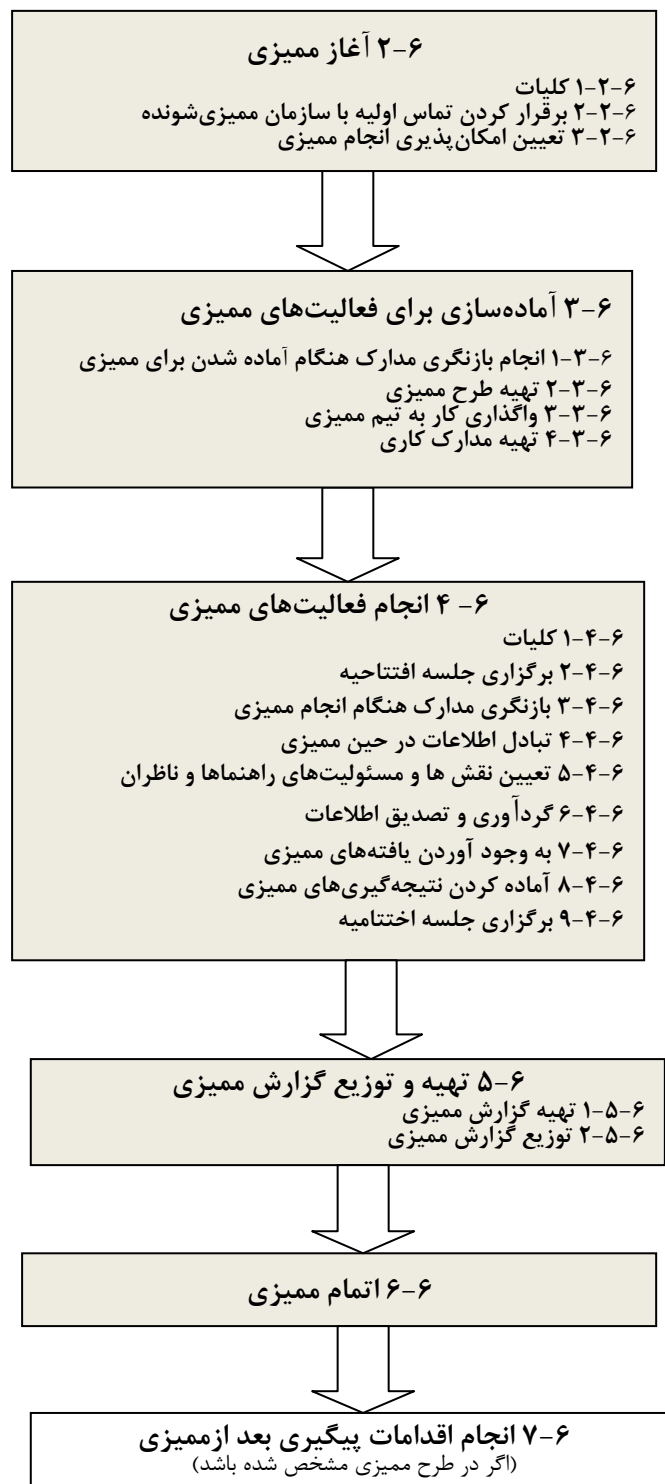 ۶-۲ آغاز ممیزی
۶-۲-۱ کلیات
۶-۲-۲ برقرار کردن تماس اولیه با سازمان ممیزی‌شونده
۶-۲-۳ تعیین امکان‌پذیری انجام ممیزی
۶-۳ آماده‌سازی برای فعالیت‌های ممیزی
۶-۳-۱ انجام بازنگری مدارک هنگام آماده شدن برای ممیزی
۶-۳-۲ تهیه طرح ممیزی
۶-۳-۳ واگذاری کار به تیم ممیزی
۶-۳-۴ تهیه مدارک کاری
۶- ۴ انجام فعالیت‌های ممیزی
۶-۴-۱ کلیات
۶-۴-۲ برگزاری جلسه افتتاحیه
۶-۴-۳ بازنگری مدارک هنگام انجام ممیزی
۶-۴-۴ تبادل اطلاعات در حین ممیزی
۶-۴-۵ تعیین نقش ها و مسئولیت‌های راهنماها و ناظران
۶-۴-۶ گردآوری و تصدیق اطلاعات
۶-۴-۷ به وجود آوردن یافته‌های ممیزی
۶-۴-۸ آماده کردن نتیجه‌گیری‌های ممیزی
۶-۴-۹ برگزاری جلسه اختتامیه
۶-۵ تهیه و توزیع گزارش ممیزی
۶-۵-۱ تهیه گزارش ممیزی
۶-۵-۲ توزیع گزارش ممیزی
۶-۶ اتمام ممیزی
۶-۷ انجام اقدامات پیگیری بعد ازممیزی
(اگر در طرح ممیزی مشخص شده باشد)